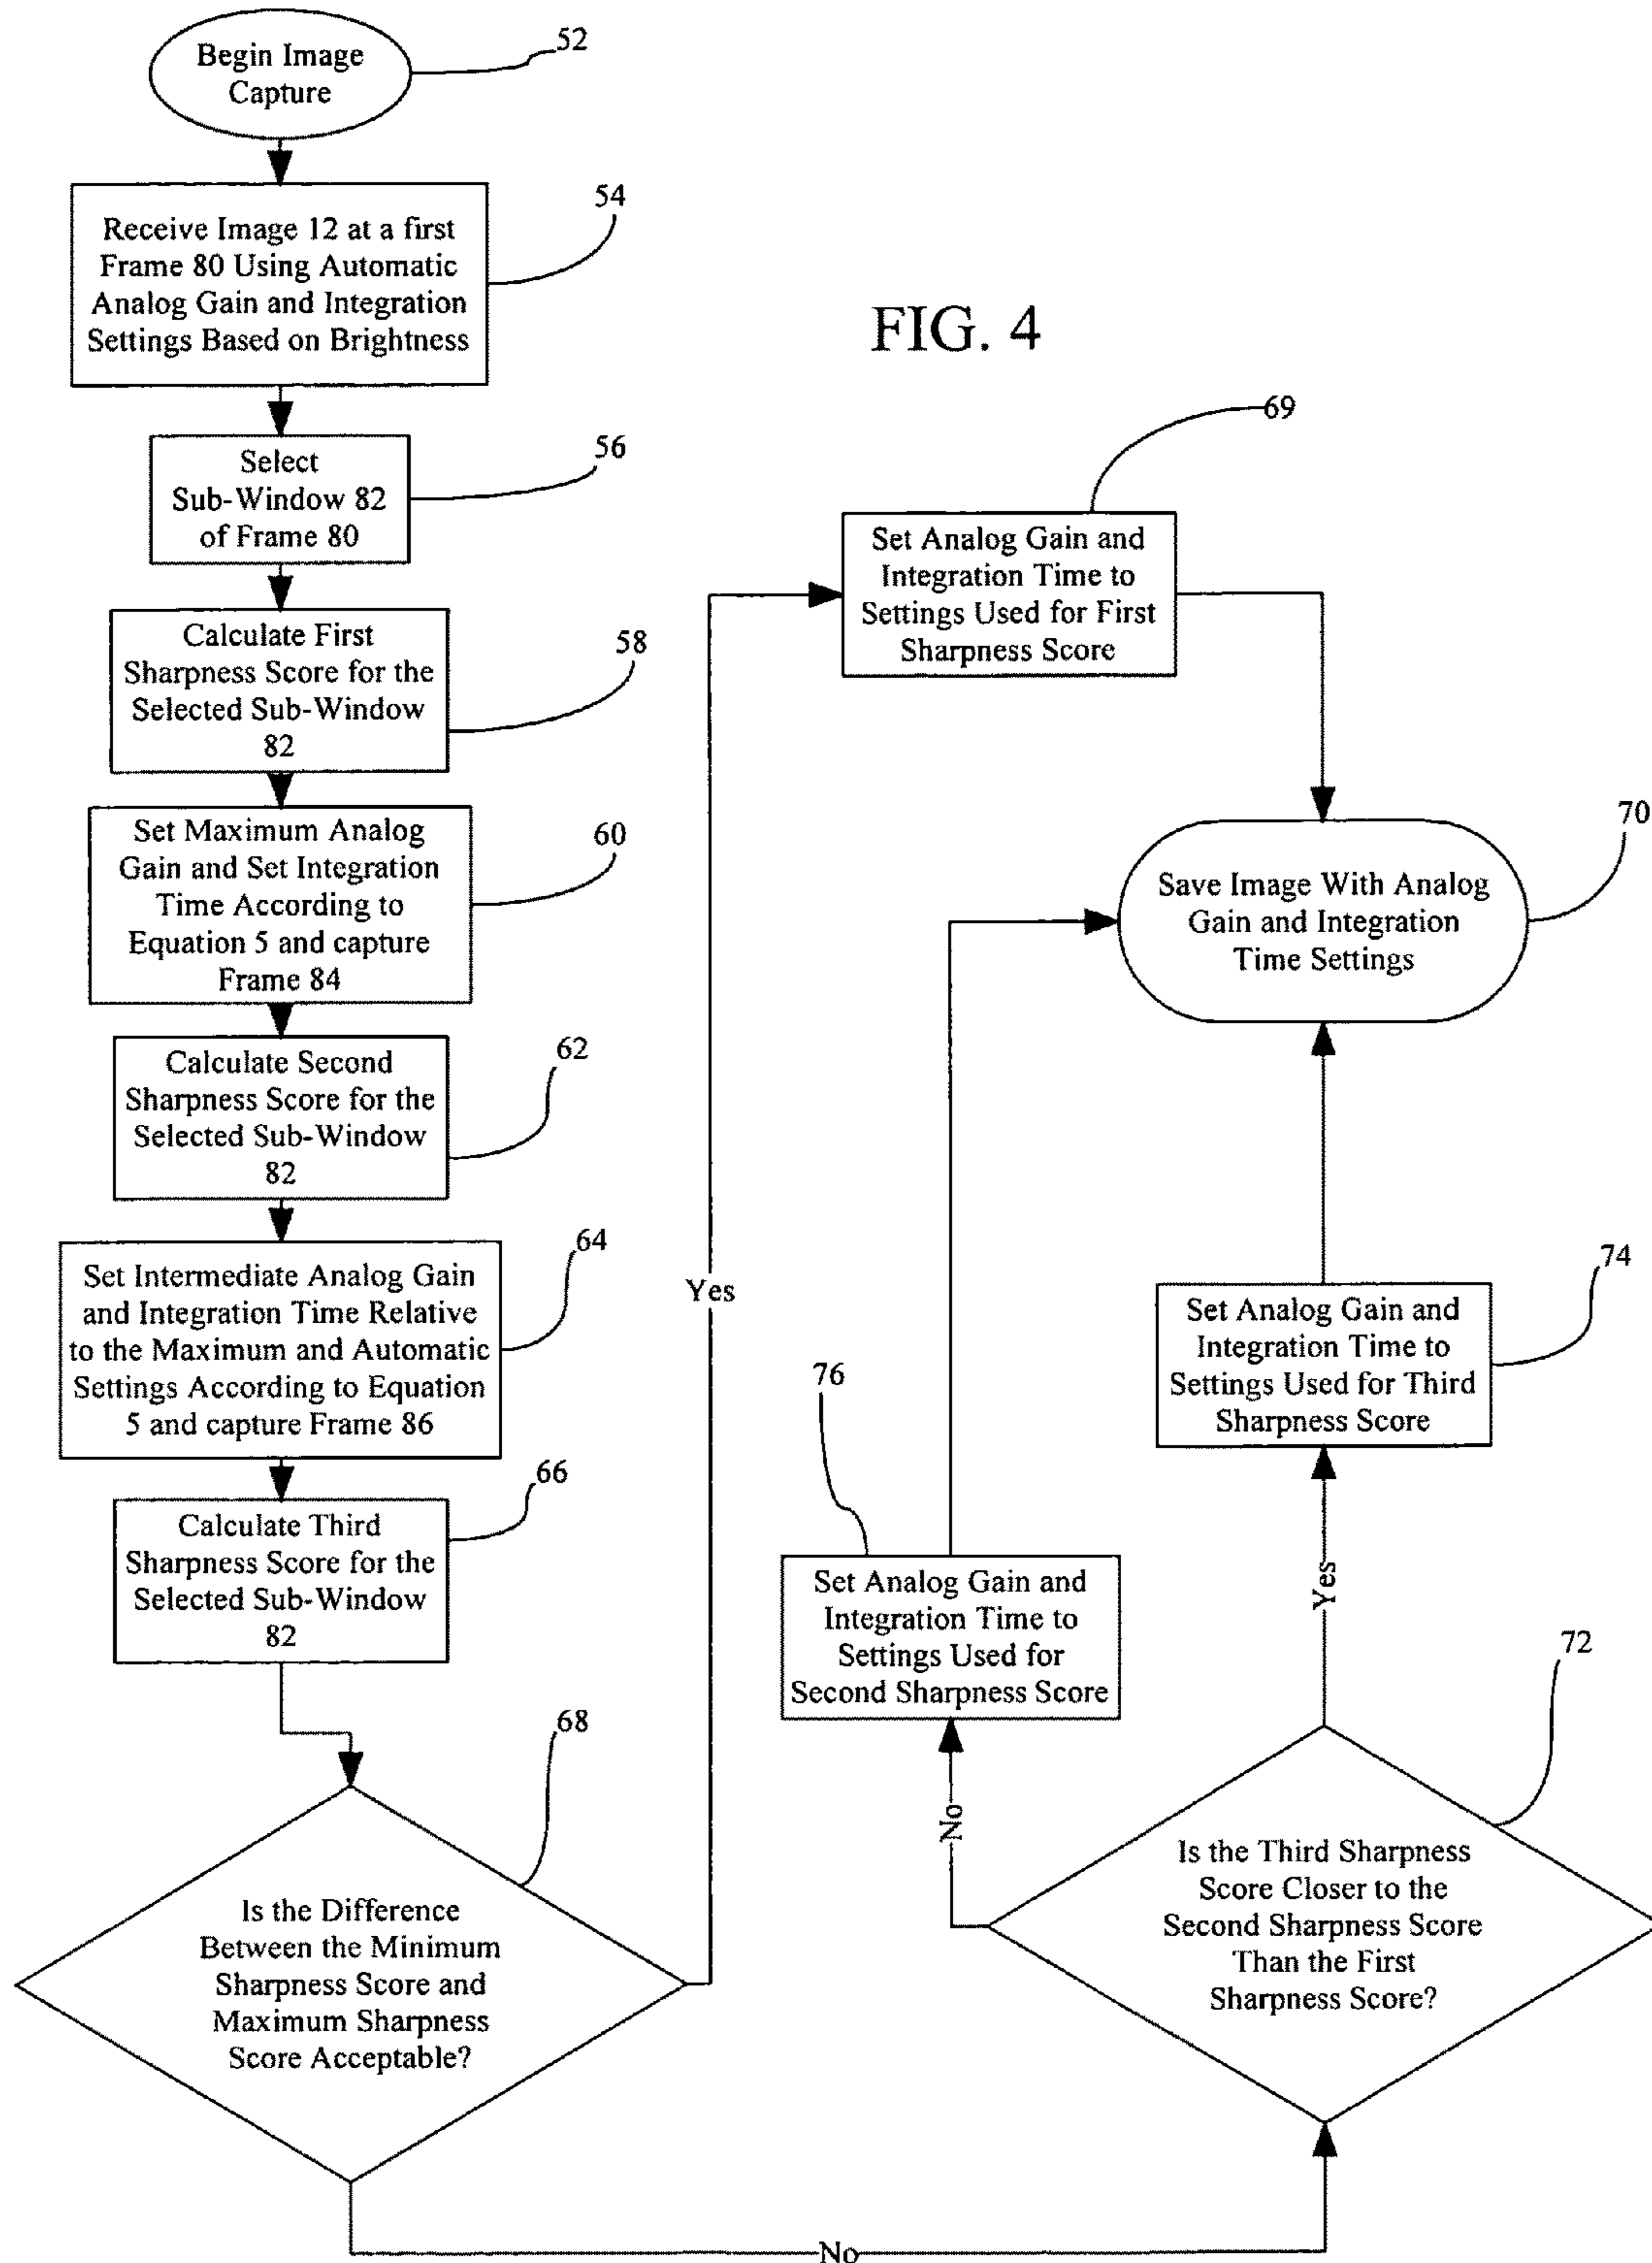 Begin Image
Capture
52
Receive Image 12 at a first
Frame 80 Using Automatic
Analog Gain and Integration
Settings Based on Brightness
54
FIG. 4
Select
Sub-Window 82
of Frame 80
56
Calculate First
Sharpness Score for the
Selected Sub-Window
82
58
Set Maximum Analog
Gain and Set Integration
Time According to
Equation 5 and capture
Frame 84
60
Calculate Second
Sharpness Score for the
Selected Sub-Window
82
62
Set Intermediate Analog Gain
and Integration Time Relative
to the Maximum and Automatic
Settings According to Equation
5 and capture Frame 86
64
Calculate Third
Sharpness Score for the
Selected Sub-Window
82
66
Is the Difference
Between the Minimum
Sharpness Score and
Maximum Sharpness
Score Acceptable?
68
Yes
No
Set Analog Gain and
Integration Time to
Settings Used for First
Sharpness Score
69
Save Image With Analog
Gain and Integration
Time Settings
70
Set Analog Gain and
Integration Time to
Settings Used for Third
Sharpness Score
74
Set Analog Gain and
Integration Time to
Settings Used for
Second Sharpness Score
76
Yes
No
Is the Third Sharpness
Score Closer to the
Second Sharpness Score
Than the First
Sharpness Score?
72